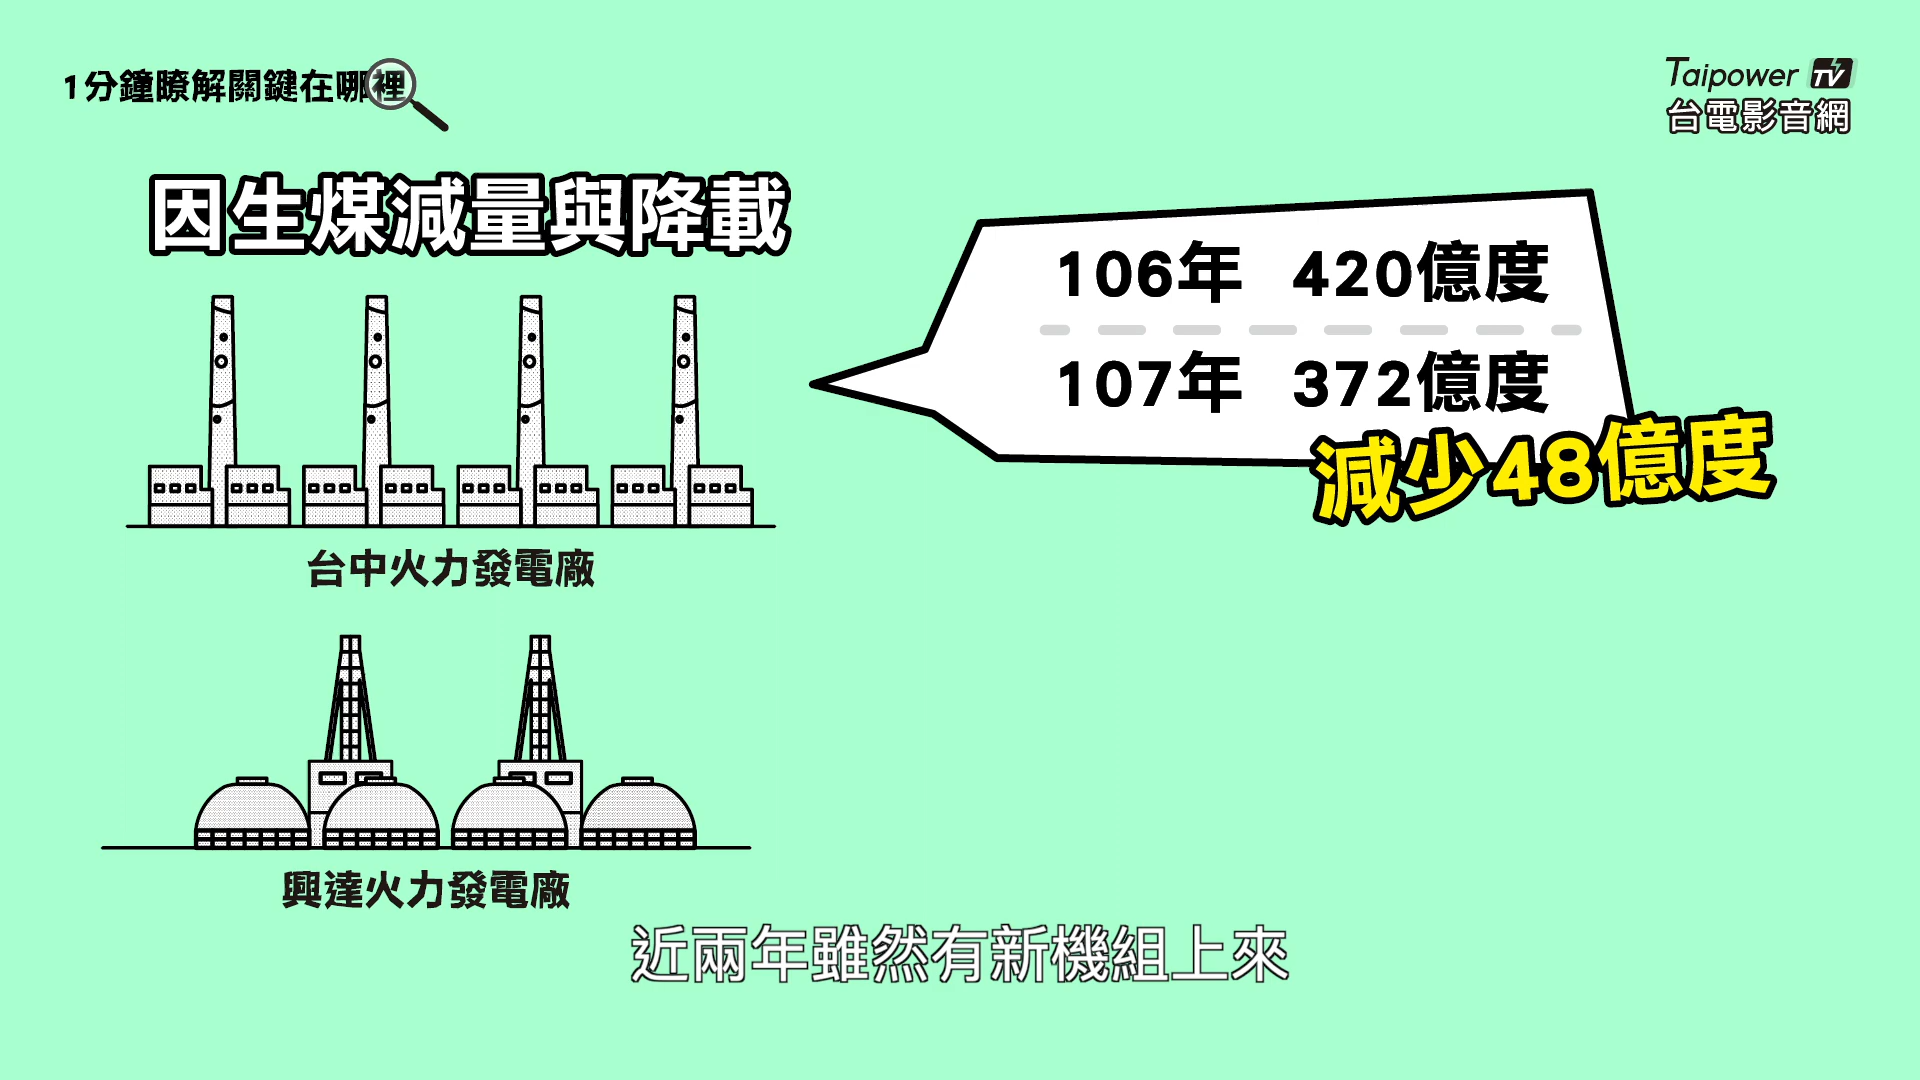 1分鐘瞭解關鍵在哪裡
Taipower TV
台電影音網
因生煤減量與降載
106年 420億度
107年 372億度
減少48億度
台中火力發電廠
興達火力發電廠
近兩年雖然有新機組上來